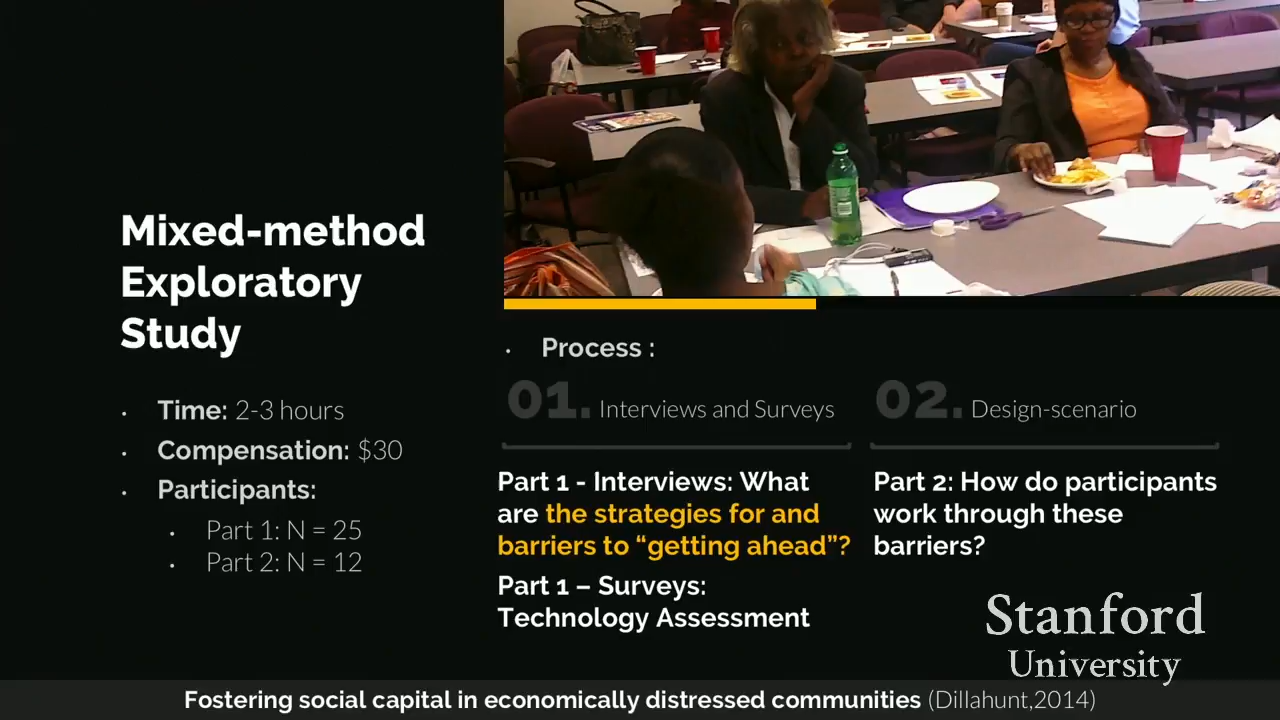 Mixed-method
Exploratory
Study
• Time: 2-3 hours
• Compensation: $30
• Participants:
• Part 1: N = 25
• Part 2: N = 12
• Process :
01. Interviews and Surveys
Part 1 - Interviews: What
are the strategies for and
barriers to “getting ahead”?
Part 1 – Surveys:
Technology Assessment
02. Design-scenario
Part 2: How do participants
work through these
barriers?
Stanford
University
Fostering social capital in economically distressed communities (Dillahunt,2014)